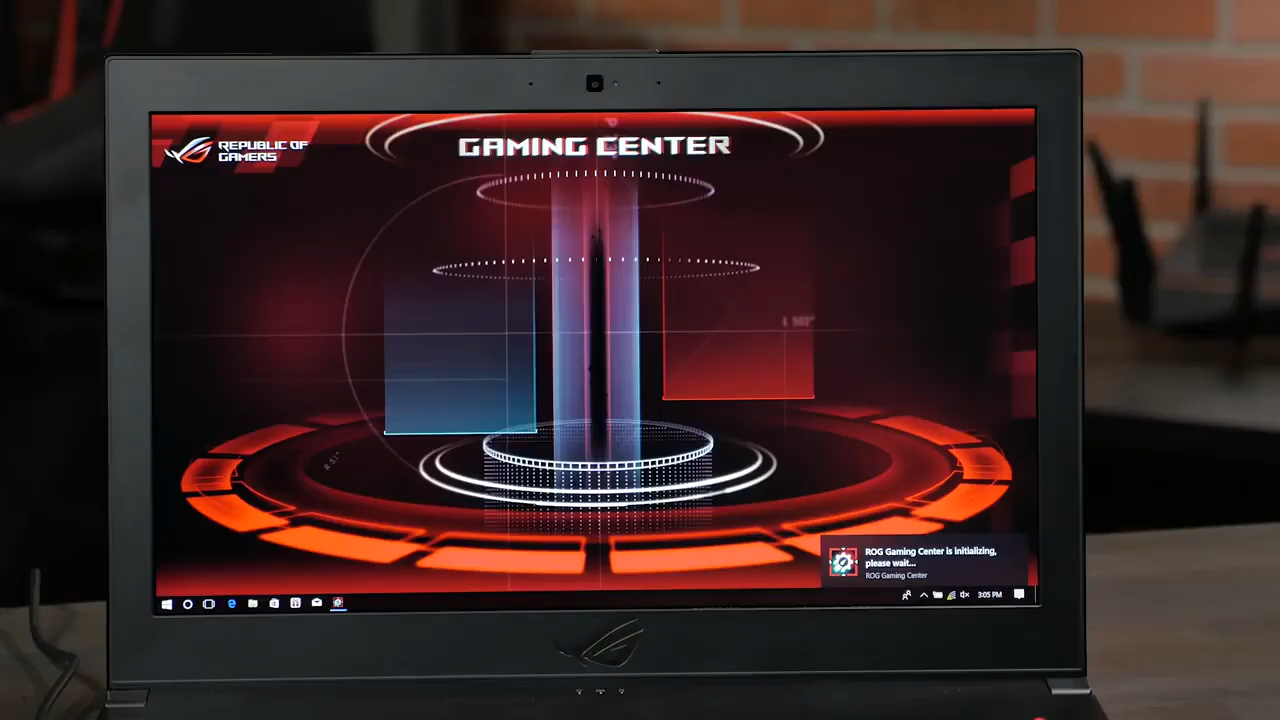 REPUBLIC OF
GAMERS
GAMING CENTER
ROG Gaming Center is initializing,
please wait...
ROG Gaming Center
3:05 PM